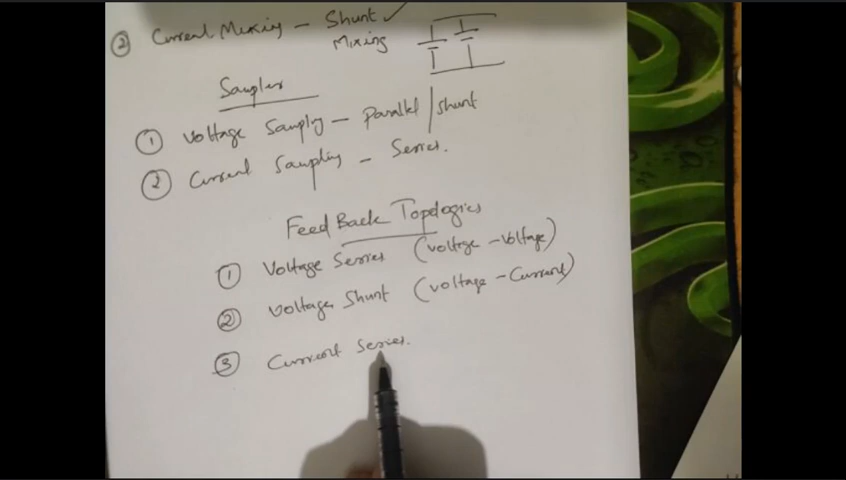 ② Current Mixing - Shunt
Mixing
Sampler
① Voltage Sampling - Parallel / Shunt
② Current Sampling - Series.
Feed Back Topologies
① Voltage Series (Voltage - Voltage)
② Voltage Shunt (Voltage - Current)
③ Current Series.